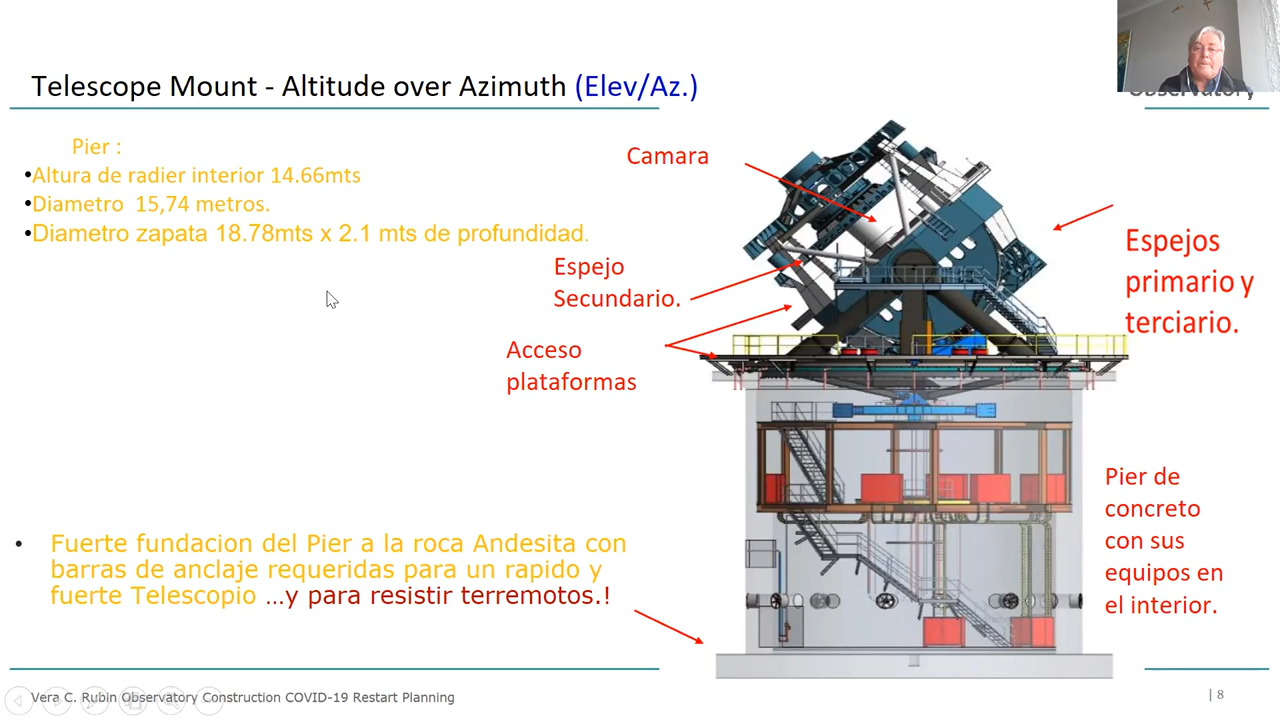 Telescope Mount - Altitude over Azimuth (Elev/Az.)
Observatory
Pier :
•Altura de radier interior 14.66mts
•Diametro 15,74 metros.
•Diametro zapata 18.78mts x 2.1 mts de profundidad.
Camara
Espejo
Secundario.
Acceso
plataformas
Espejos
primario y
terciario.
Pier de
concreto
con sus
equipos en
el interior.
• Fuerte fundacion del Pier a la roca Andesita con
barras de anclaje requeridas para un rapido y
fuerte Telescopio ...y para resistir terremotos.!
Vera C. Rubin Observatory Construction COVID-19 Restart Planning
| 8